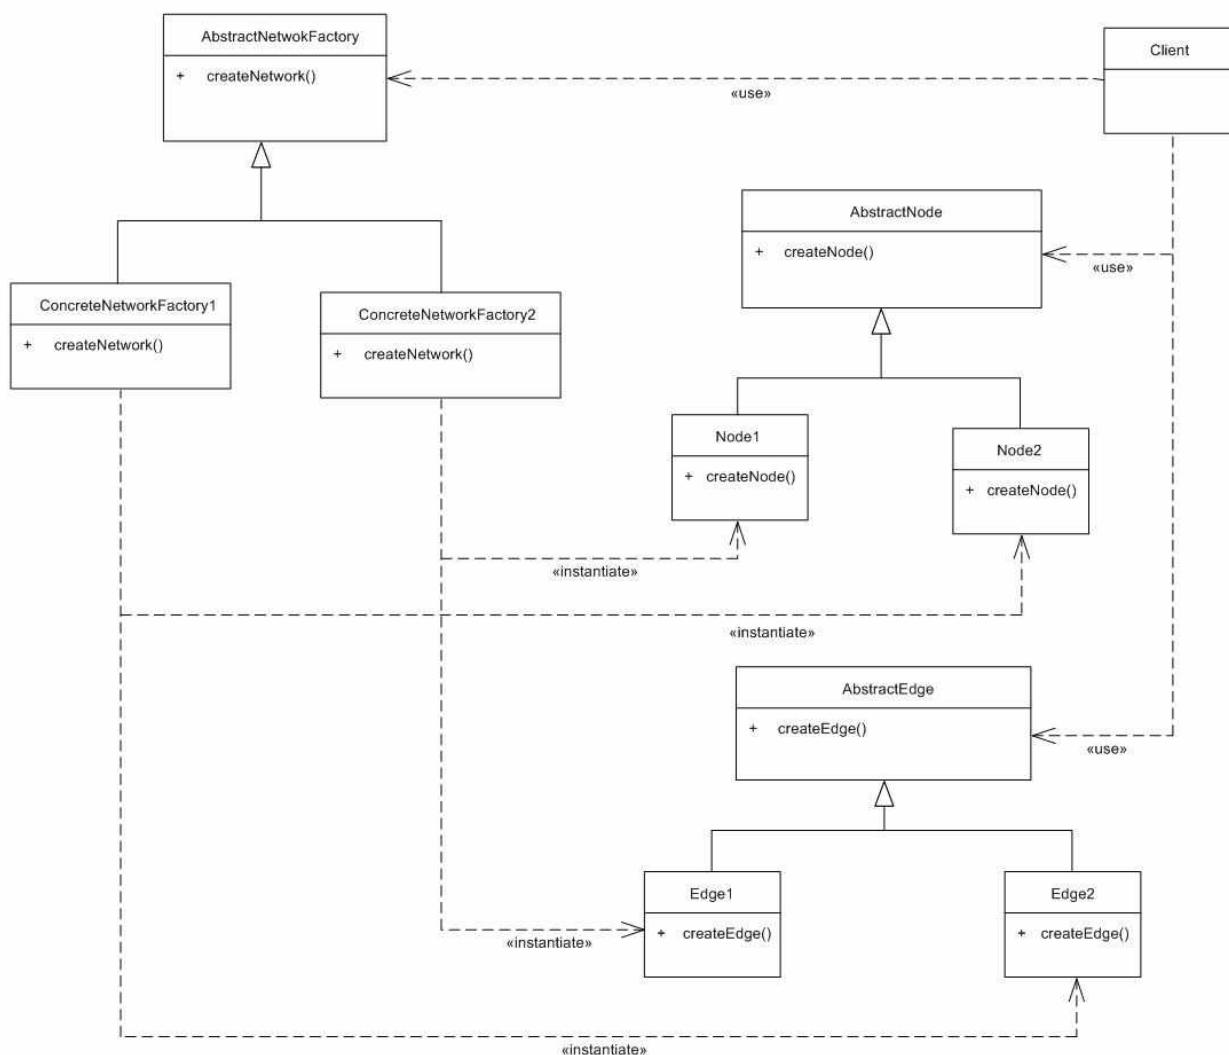 AbstractNetwokFactory
+ createNetwork()
Client
«use»
AbstractNode
+ createNode()
«use»
ConcreteNetworkFactory1
+ createNetwork()
ConcreteNetworkFactory2
+ createNetwork()
Node1
+ createNode()
Node2
+ createNode()
«instantiate»
«instantiate»
AbstractEdge
+ createEdge()
«use»
Edge1
+ createEdge()
Edge2
+ createEdge()
«instantiate»
«instantiate»